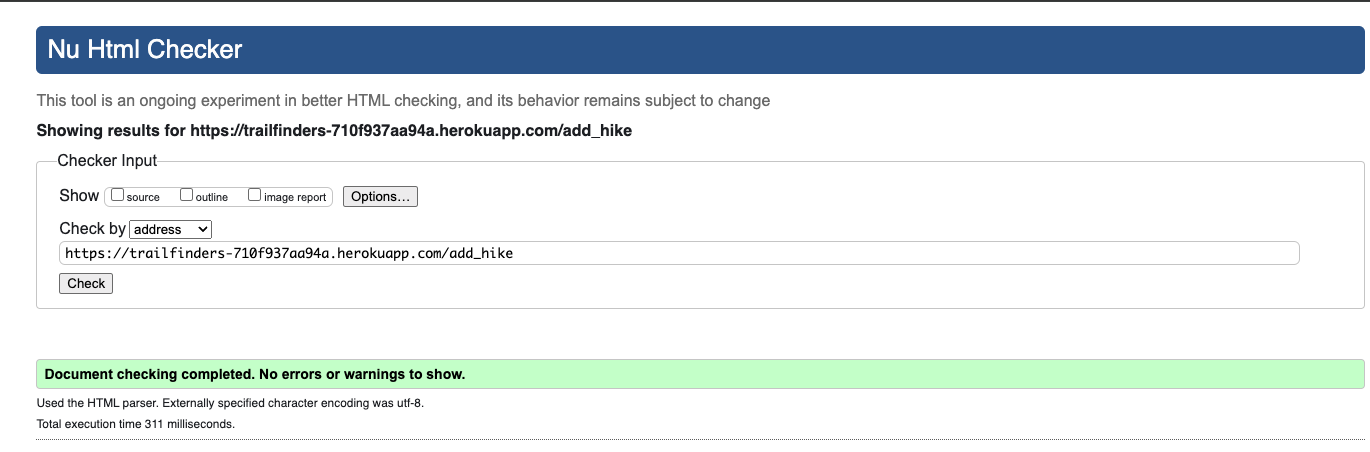 Nu Html Checker
This tool is an ongoing experiment in better HTML checking, and its behavior remains subject to change
Showing results for https://trailfinders-710f937aa94a.herokuapp.com/add_hike
Checker Input
Show source outline image report Options...
Check by address
https://trailfinders-710f937aa94a.herokuapp.com/add_hike
Check
Document checking completed. No errors or warnings to show.
Used the HTML parser. Externally specified character encoding was utf-8.
Total execution time 311 milliseconds.